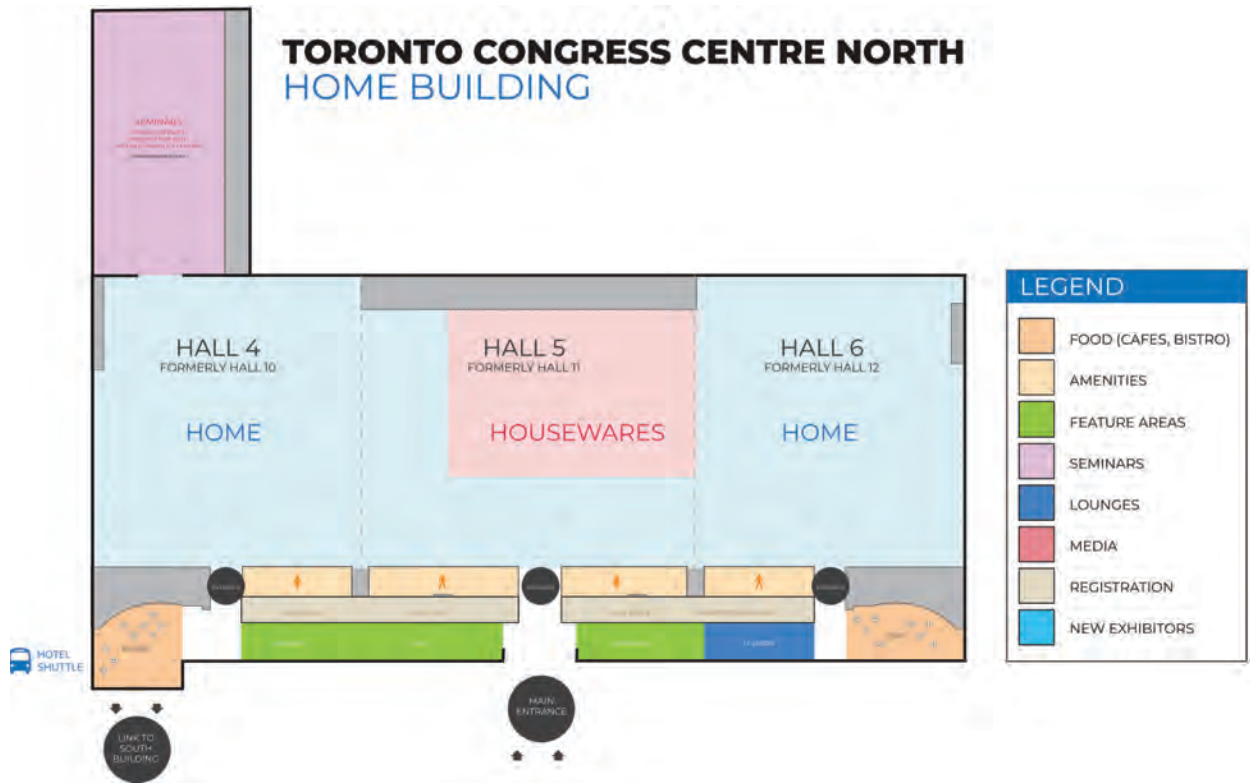 TORONTO CONGRESS CENTRE NORTH
HOME BUILDING
SEMINARS
HALL 4
FORMERLY HALL 10
HOME
HALL 5
FORMERLY HALL 11
HOUSEWARES
HALL 6
FORMERLY HALL 12
HOME
LEGEND
FOOD (CAFES, BISTRO)
AMENITIES
FEATURE AREAS
SEMINARS
LOUNGES
MEDIA
REGISTRATION
NEW EXHIBITORS
HOTEL
SHUTTLE
LINK TO
SOUTH
BUILDING
MAIN
ENTRANCE